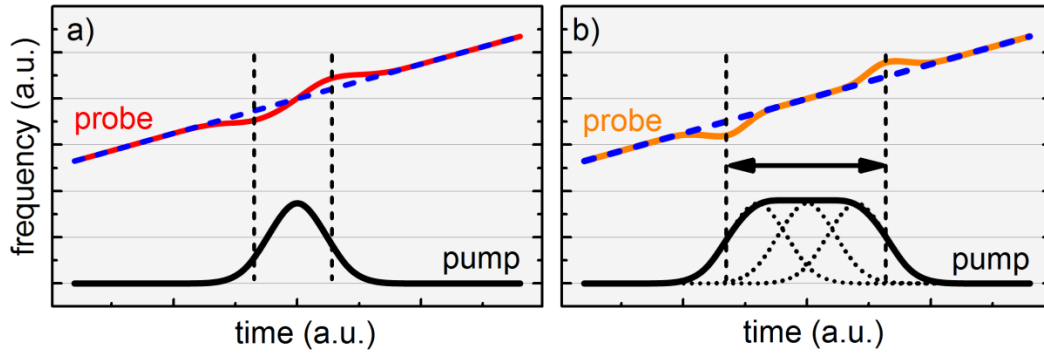 a)
frequency (a.u.)
probe
pump
time (a.u.)
b)
probe
pump
time (a.u.)